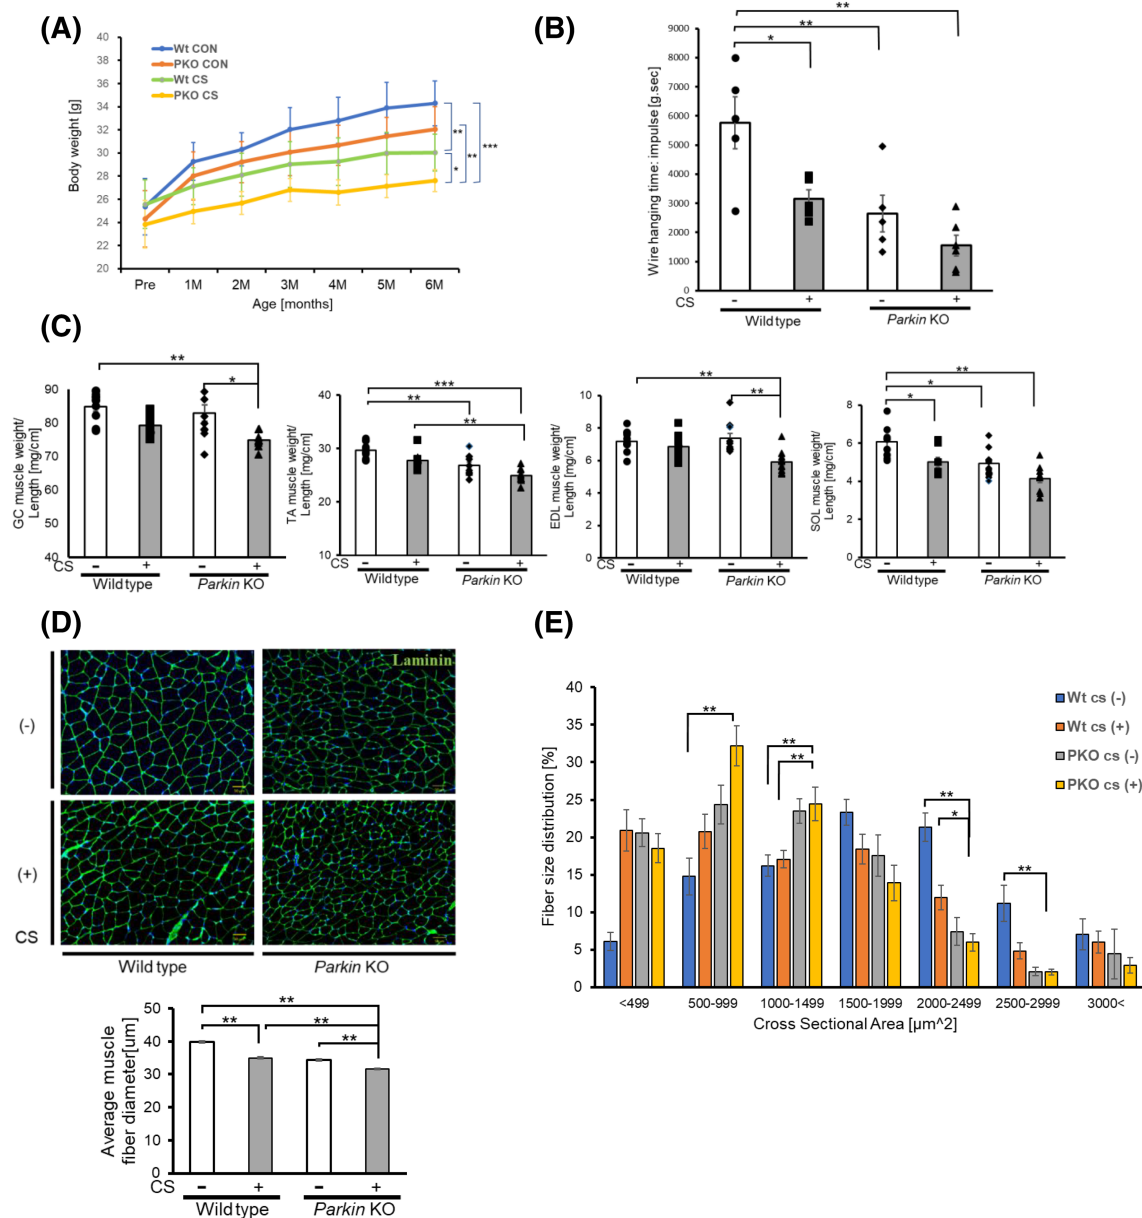 (A)
40
38
36
34
32
30
28
26
24
22
20
Body weight [g]
Wt CON
PKO CON
Wt CS
PKO CS
**
*
**
***
Pre 1M 2M 3M 4M 5M 6M
Age [months]
(B)
9000
8000
7000
6000
5000
4000
3000
2000
1000
0
Wire hanging time: impulse [g.sec]
**
**
*
CS - + - +
Wild type Parkin KO
(C)
90
80
70
60
50
40
GC muscle weight/
Length [mg/cm]
**
*
CS - + - +
Wild type Parkin KO
40
30
20
10
TA muscle weight/
Length [mg/cm]
***
**
**
CS - + - +
Wild type Parkin KO
10
8
6
4
2
0
EDL muscle weight/
Length [mg/cm]
**
**
CS - + - +
Wild type Parkin KO
8
6
4
2
0
SOL muscle weight/
Length [mg/cm]
**
*
*
CS - + - +
Wild type Parkin KO
(D)
Laminin
(-)
(+)
CS
Wild type Parkin KO
50
40
30
20
10
0
Average muscle
fiber diameter[um]
**
** **
**
CS - + - +
Wild type Parkin KO
(E)
40
35
30
25
20
15
10
5
0
Fiber size distribution [%]
Wt cs (-)
Wt cs (+)
PKO cs (-)
PKO cs (+)
**
**
**
**
*
**
<499 500-999 1000-1499 1500-1999 2000-2499 2500-2999 3000<
Cross Sectional Area [µm^2]